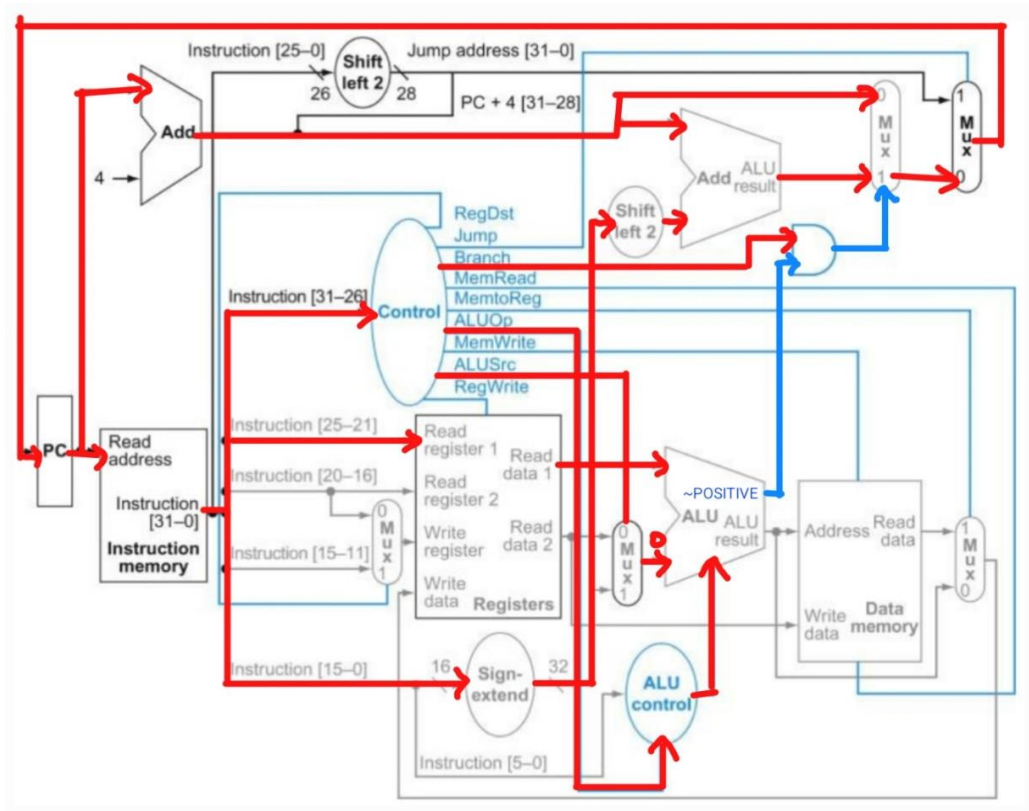 Instruction [25–0]
Shift
left 2
Jump address [31–0]
26
28
PC + 4 [31–28]
Add
4
0
M
u
x
1
1
M
u
x
0
Add
ALU
result
Shift
left 2
RegDst
Jump
Branch
MemRead
MemtoReg
ALUOp
MemWrite
ALUSrc
RegWrite
Instruction [31–26]
Control
PC
Read
address
Instruction
[31–0]
Instruction
memory
Instruction [25–21]
Instruction [20–16]
Instruction [15–11]
0
M
u
x
1
Read
register 1
Read
register 2
Write
register
Write
data
Read
data 1
Read
data 2
Registers
0
M
u
x
1
0
~POSITIVE
ALU
ALU
result
Address
Read
data
Write
data
Data
memory
1
M
u
x
0
Instruction [15–0]
16
Sign-
extend
32
ALU
control
Instruction [5–0]